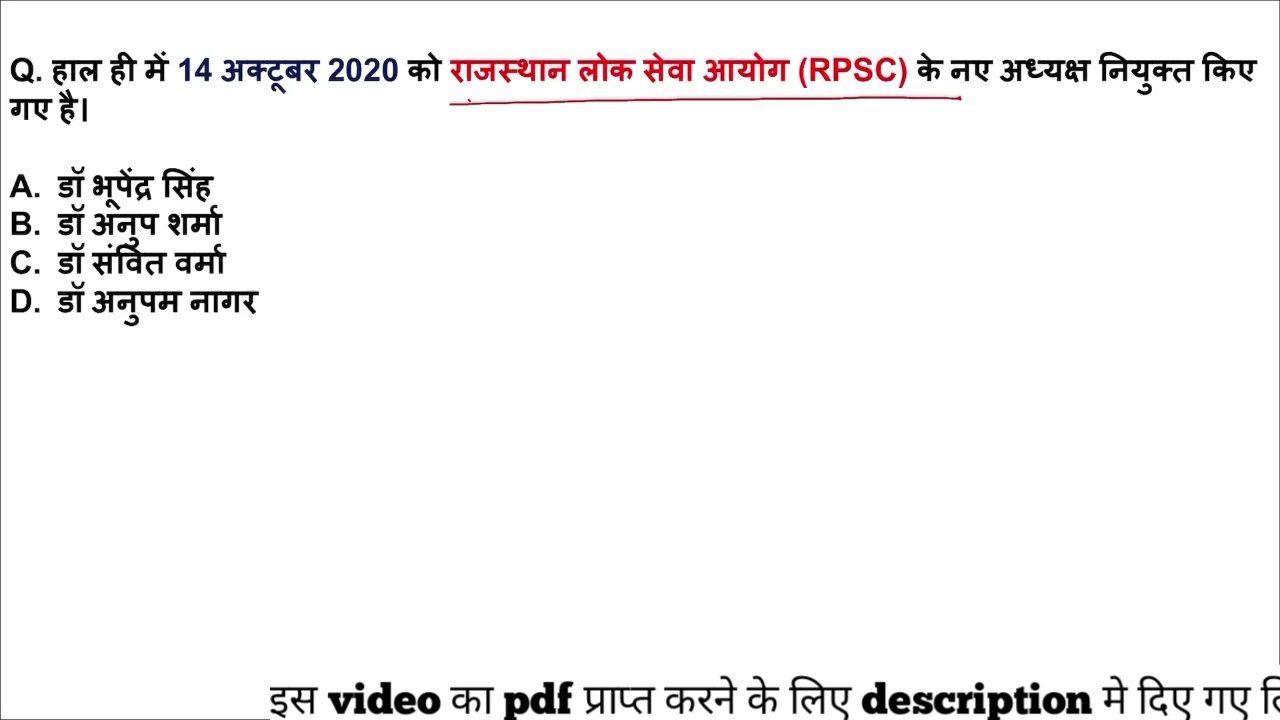 Q. हाल ही में 14 अक्टूबर 2020 को राजस्थान लोक सेवा आयोग (RPSC) के नए अध्यक्ष नियुक्त किए
गए है।
A. डॉ भूपेंद्र सिंह
B. डॉ अनुप शर्मा
C. डॉ संवित वर्मा
D. डॉ अनुपम नागर
इस video का pdf प्राप्त करने के लिए description मे दिए गए